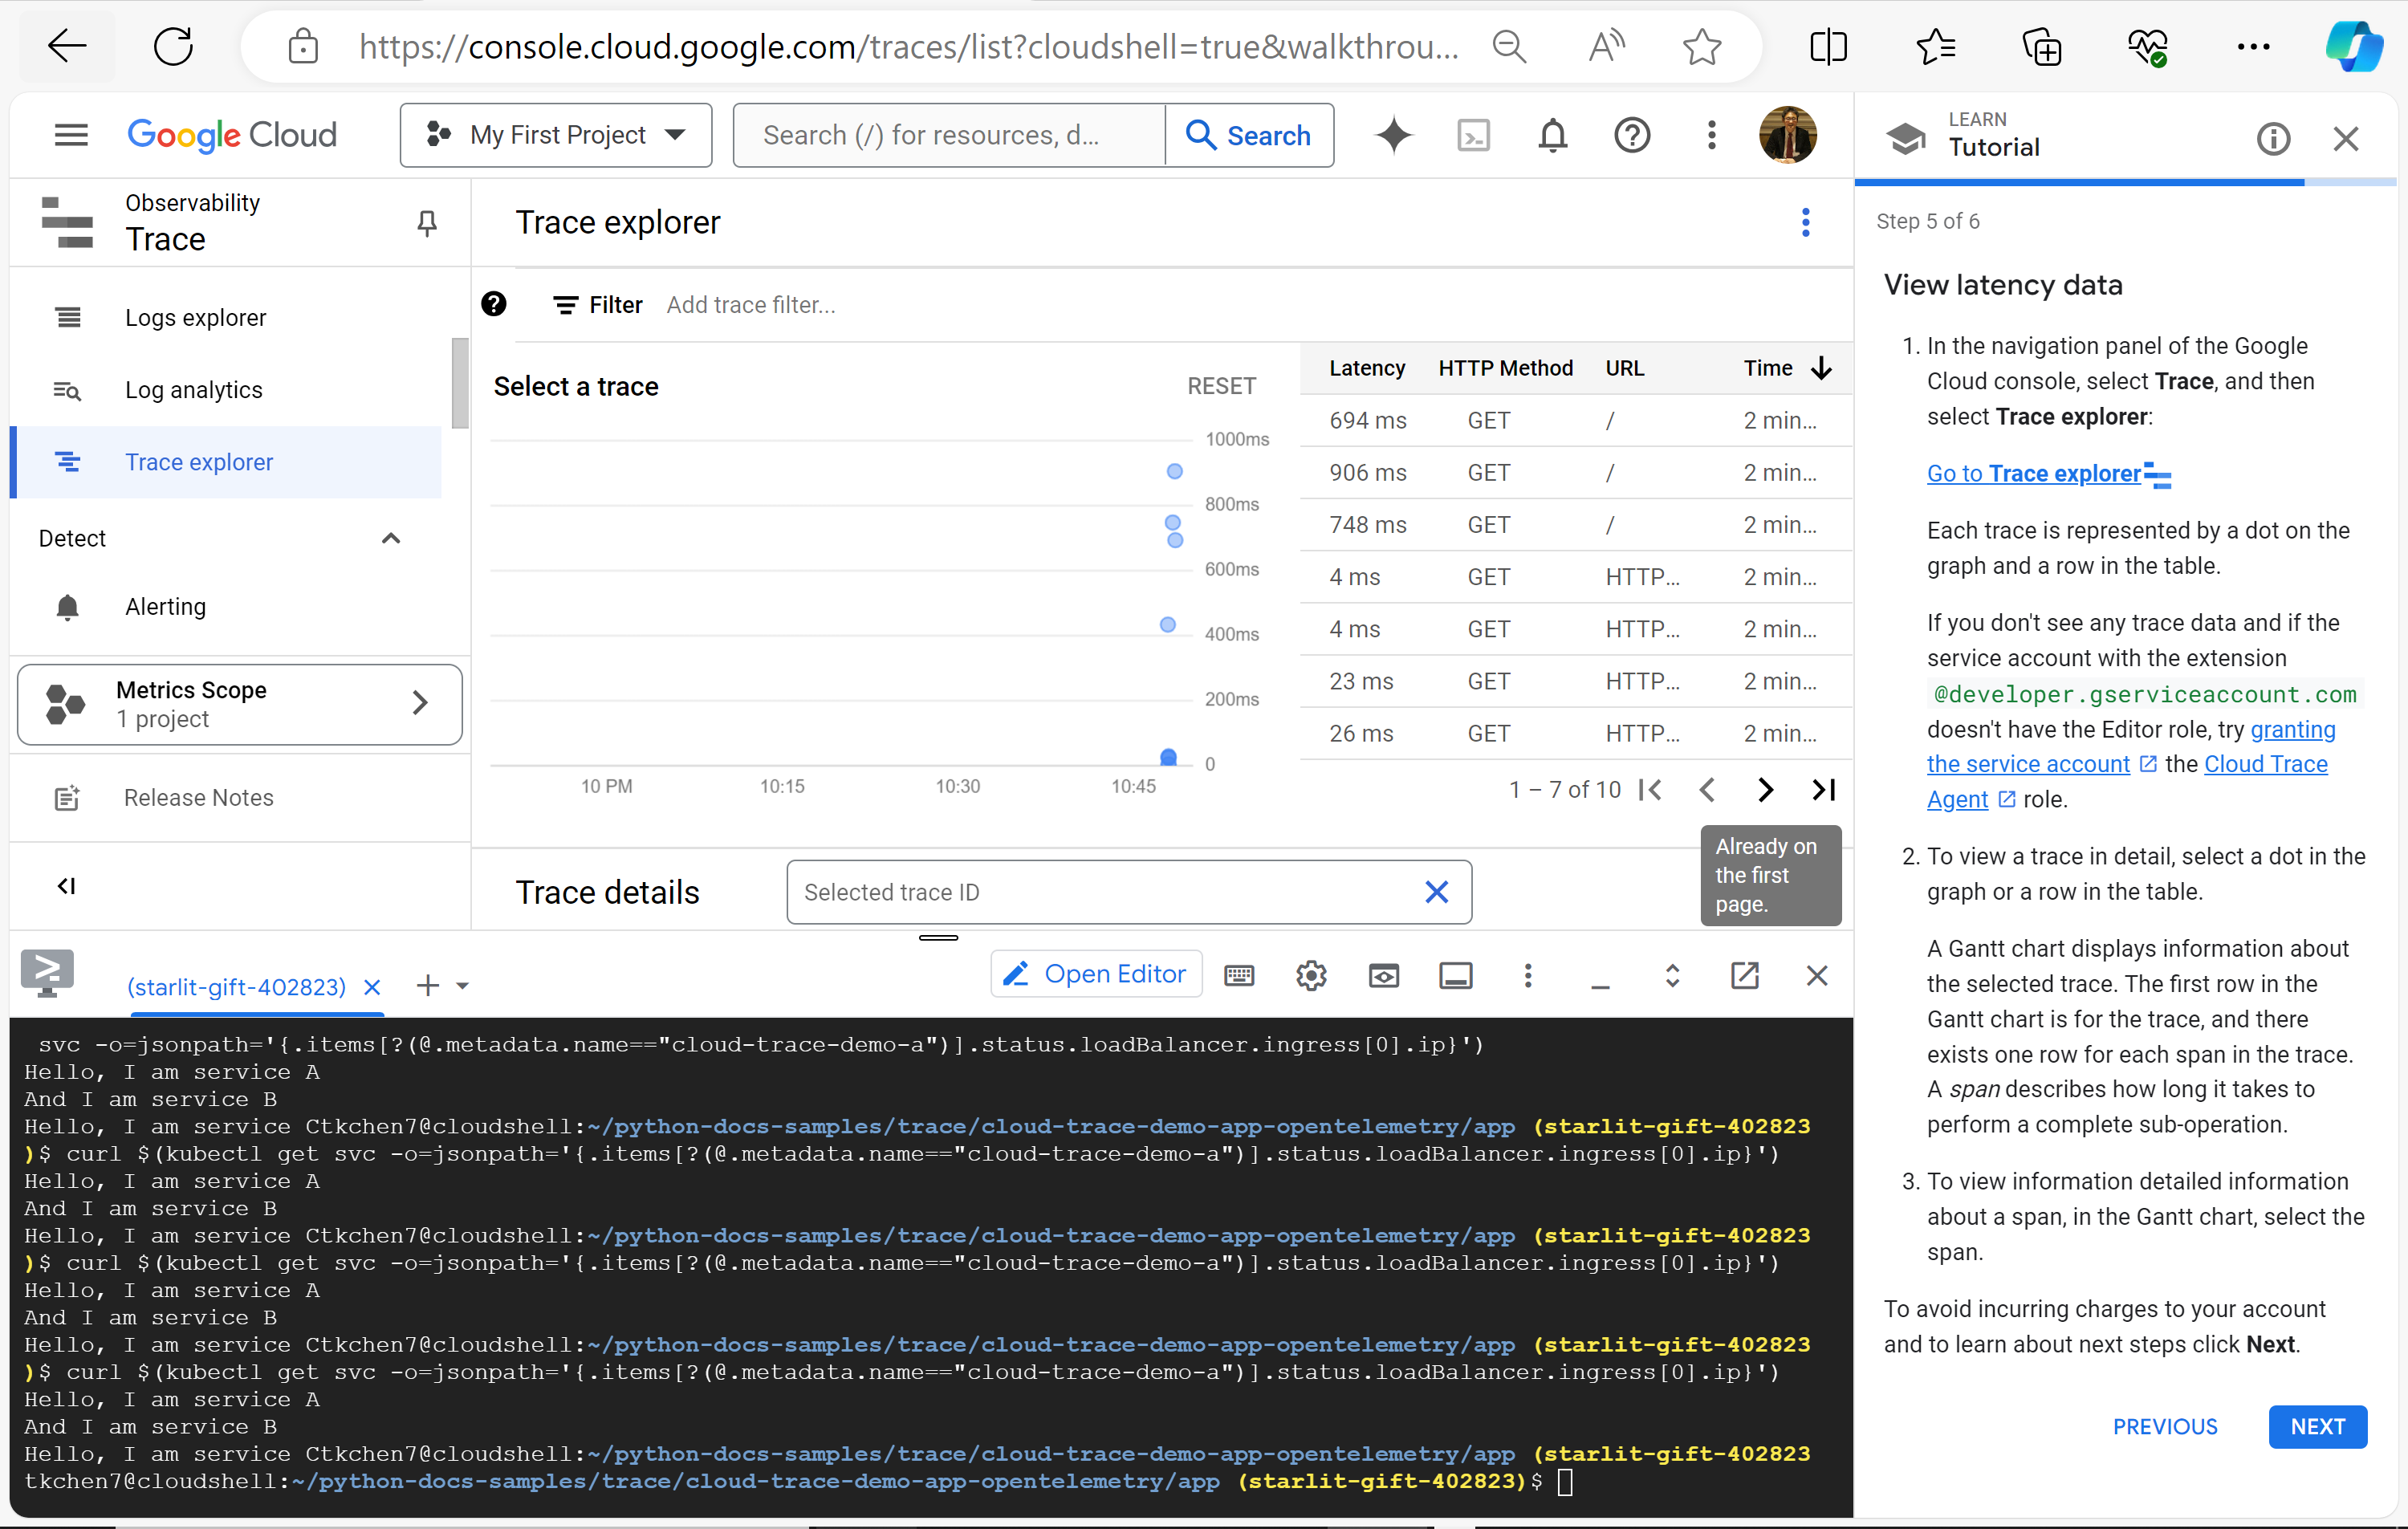 https://console.cloud.google.com/traces/list?cloudshell=true&walkthrou...
Google Cloud
My First Project
Search (/) for resources, d...
Search
LEARN
Tutorial
Observability
Trace
Logs explorer
Log analytics
Trace explorer
Detect
Alerting
Metrics Scope
1 project
Release Notes
Trace explorer
Filter
Add trace filter...
Select a trace
RESET
1000ms
800ms
600ms
400ms
200ms
0
10 PM
10:15
10:30
10:45
Latency HTTP Method URL Time
694 ms GET / 2 min...
906 ms GET / 2 min...
748 ms GET / 2 min...
4 ms GET HTTP... 2 min...
4 ms GET HTTP... 2 min...
23 ms GET HTTP... 2 min...
26 ms GET HTTP... 2 min...
1 – 7 of 10
Already on
the first
page.
Trace details
Selected trace ID
(starlit-gift-402823)
Open Editor
svc -o=jsonpath='{.items[?(@.metadata.name=="cloud-trace-demo-a")].status.loadBalancer.ingress[0].ip}')
Hello, I am service A
And I am service B
Hello, I am service Ctkchen7@cloudshell:~/python-docs-samples/trace/cloud-trace-demo-app-opentelemetry/app (starlit-gift-402823
)$ curl $(kubectl get svc -o=jsonpath='{.items[?(@.metadata.name=="cloud-trace-demo-a")].status.loadBalancer.ingress[0].ip}')
Hello, I am service A
And I am service B
Hello, I am service Ctkchen7@cloudshell:~/python-docs-samples/trace/cloud-trace-demo-app-opentelemetry/app (starlit-gift-402823
)$ curl $(kubectl get svc -o=jsonpath='{.items[?(@.metadata.name=="cloud-trace-demo-a")].status.loadBalancer.ingress[0].ip}')
Hello, I am service A
And I am service B
Hello, I am service Ctkchen7@cloudshell:~/python-docs-samples/trace/cloud-trace-demo-app-opentelemetry/app (starlit-gift-402823
)$ curl $(kubectl get svc -o=jsonpath='{.items[?(@.metadata.name=="cloud-trace-demo-a")].status.loadBalancer.ingress[0].ip}')
Hello, I am service A
And I am service B
Hello, I am service Ctkchen7@cloudshell:~/python-docs-samples/trace/cloud-trace-demo-app-opentelemetry/app (starlit-gift-402823
tkchen7@cloudshell:~/python-docs-samples/trace/cloud-trace-demo-app-opentelemetry/app (starlit-gift-402823)$
Step 5 of 6
View latency data
1. In the navigation panel of the Google
Cloud console, select Trace, and then
select Trace explorer:
Go to Trace explorer
Each trace is represented by a dot on the
graph and a row in the table.
If you don't see any trace data and if the
service account with the extension
@developer.gserviceaccount.com
doesn't have the Editor role, try granting
the service account the Cloud Trace
Agent role.
2. To view a trace in detail, select a dot in the
graph or a row in the table.
A Gantt chart displays information about
the selected trace. The first row in the
Gantt chart is for the trace, and there
exists one row for each span in the trace.
A span describes how long it takes to
perform a complete sub-operation.
3. To view information detailed information
about a span, in the Gantt chart, select the
span.
To avoid incurring charges to your account
and to learn about next steps click Next.
PREVIOUS
NEXT